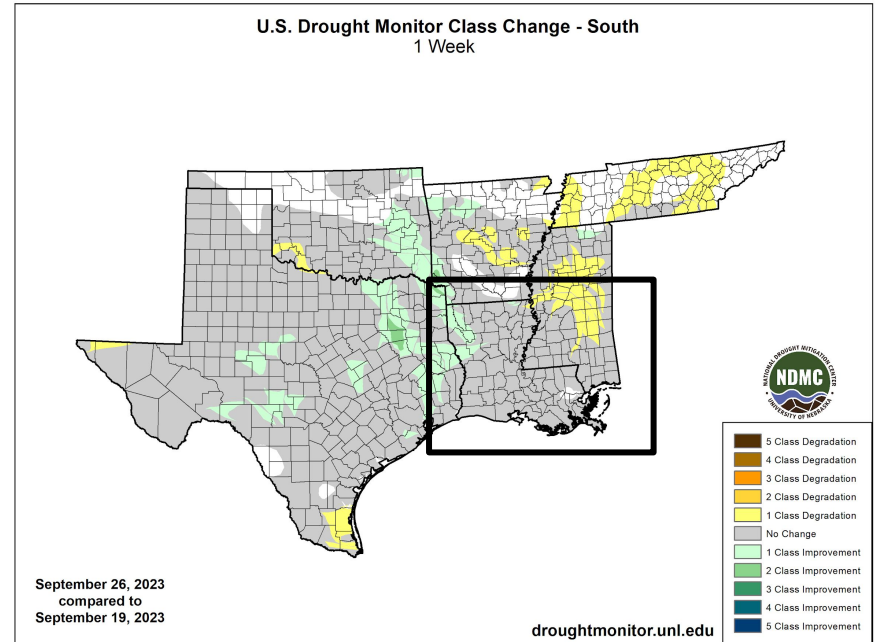 U.S. Drought Monitor Class Change - South
1 Week
NATIONAL DROUGHT MITIGATION CENTER
NDMC
UNIVERSITY OF NEBRASKA
5 Class Degradation
4 Class Degradation
3 Class Degradation
2 Class Degradation
1 Class Degradation
No Change
1 Class Improvement
2 Class Improvement
3 Class Improvement
4 Class Improvement
5 Class Improvement
September 26, 2023
compared to
September 19, 2023
droughtmonitor.unl.edu